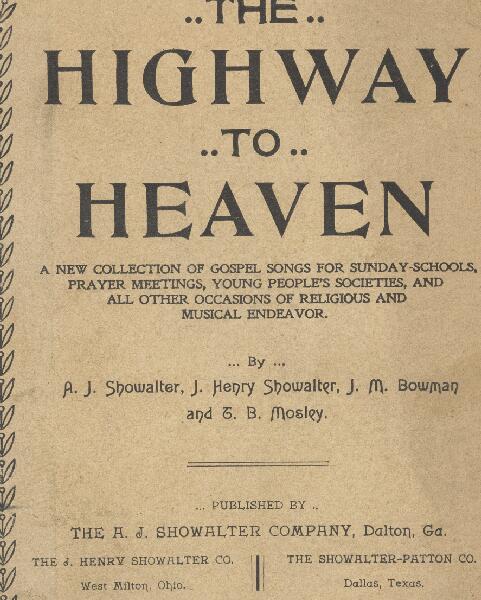 ..THE..
HIGHWAY
..TO..
HEAVEN
A NEW COLLECTION OF GOSPEL SONGS FOR SUNDAY-SCHOOLS,
PRAYER MEETINGS, YOUNG PEOPLE'S SOCIETIES, AND
ALL OTHER OCCASIONS OF RELIGIOUS AND
MUSICAL ENDEAVOR.
... By ...
A. J. Showalter, J. Henry Showalter, J. M. Bowman
and T. B. Mosley.
... PUBLISHED BY ..
THE A. J. SHOWALTER COMPANY, Dalton, Ga.
THE J. HENRY SHOWALTER CO. THE SHOWALTER-PATTON CO.
West Milton, Ohio. Dallas, Texas.